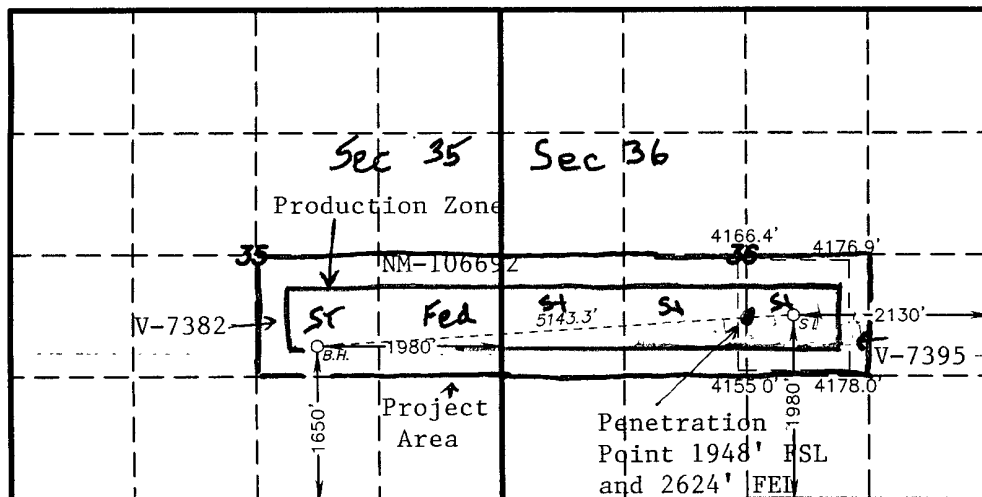 Sec 35 Sec 36
Production Zone
4166.4' 4176.9'
35 36
NM-106692
V-7382
ST Fed St St St
5143.3'
S.L.
2130'
B.H. 1980'
V-7395
4155.0' 4178.0'
Project
Area
1650'
1980'
Penetration
Point 1948' FSL
and 2624' FEL